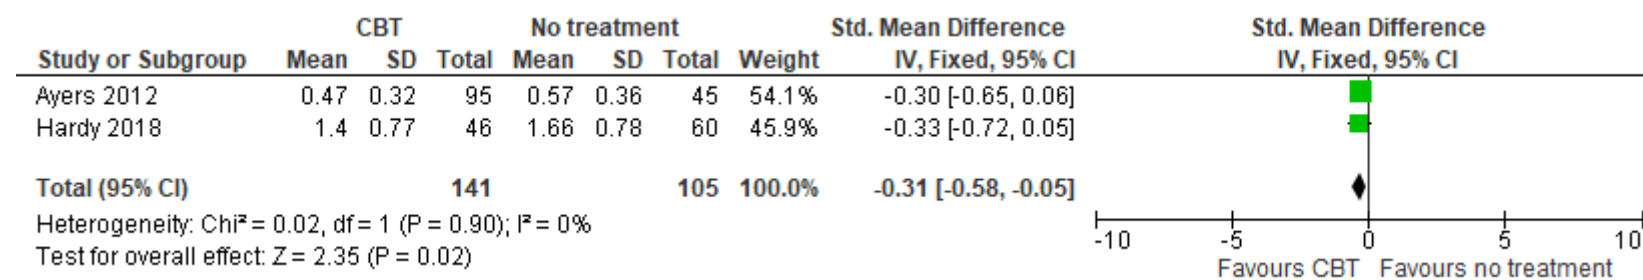 CBT No treatment Std. Mean Difference Std. Mean Difference
Study or Subgroup Mean SD Total Mean SD Total Weight IV, Fixed, 95% CI IV, Fixed, 95% CI
Ayers 2012 0.47 0.32 95 0.57 0.36 45 54.1% -0.30 [-0.65, 0.06]
Hardy 2018 1.4 0.77 46 1.66 0.78 60 45.9% -0.33 [-0.72, 0.05]
Total (95% CI) 141 105 100.0% -0.31 [-0.58, -0.05]
Heterogeneity: Chi² = 0.02, df = 1 (P = 0.90); I² = 0%
Test for overall effect: Z = 2.35 (P = 0.02)
-10 -5 0 5 10
Favours CBT Favours no treatment